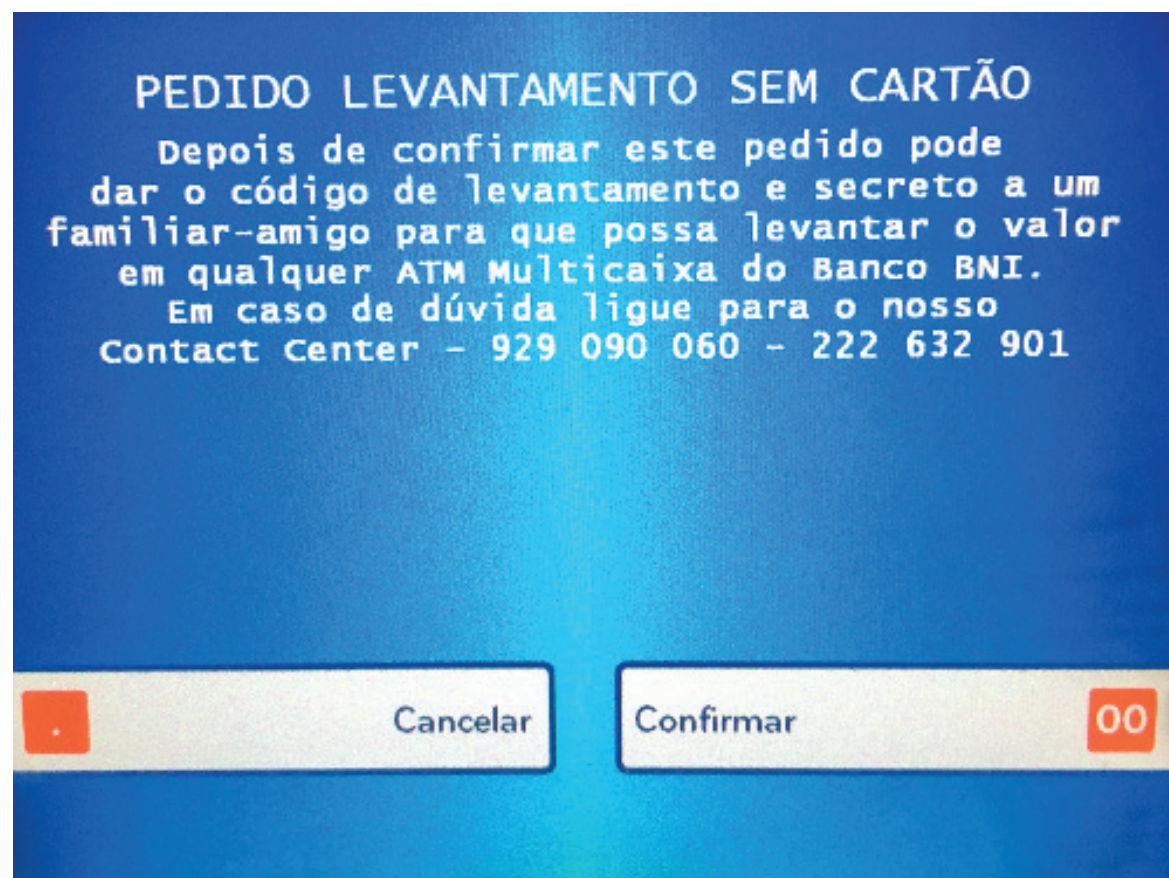 PEDIDO LEVANTAMENTO SEM CARTÃO
Depois de confirmar este pedido pode
dar o código de levantamento e secreto a um
familiar-amigo para que possa levantar o valor
em qualquer ATM Multicaixa do Banco BNI.
Em caso de dúvida ligue para o nosso
Contact Center - 929 090 060 - 222 632 901
. Cancelar
Confirmar 00